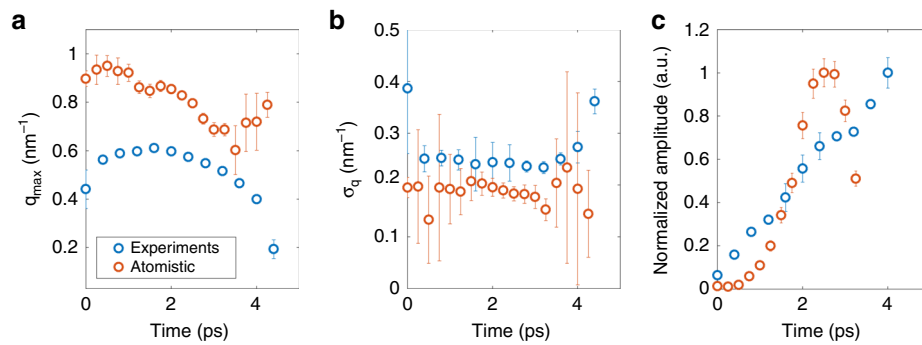 a
q_max (nm⁻¹)
1
0.8
0.6
0.4
0.2
Experiments
Atomistic
0
2
4
Time (ps)
b
σ_q (nm⁻¹)
0.5
0.4
0.3
0.2
0.1
0
0
2
4
Time (ps)
c
Normalized amplitude (a.u.)
1.2
1
0.8
0.6
0.4
0.2
0
0
2
4
Time (ps)